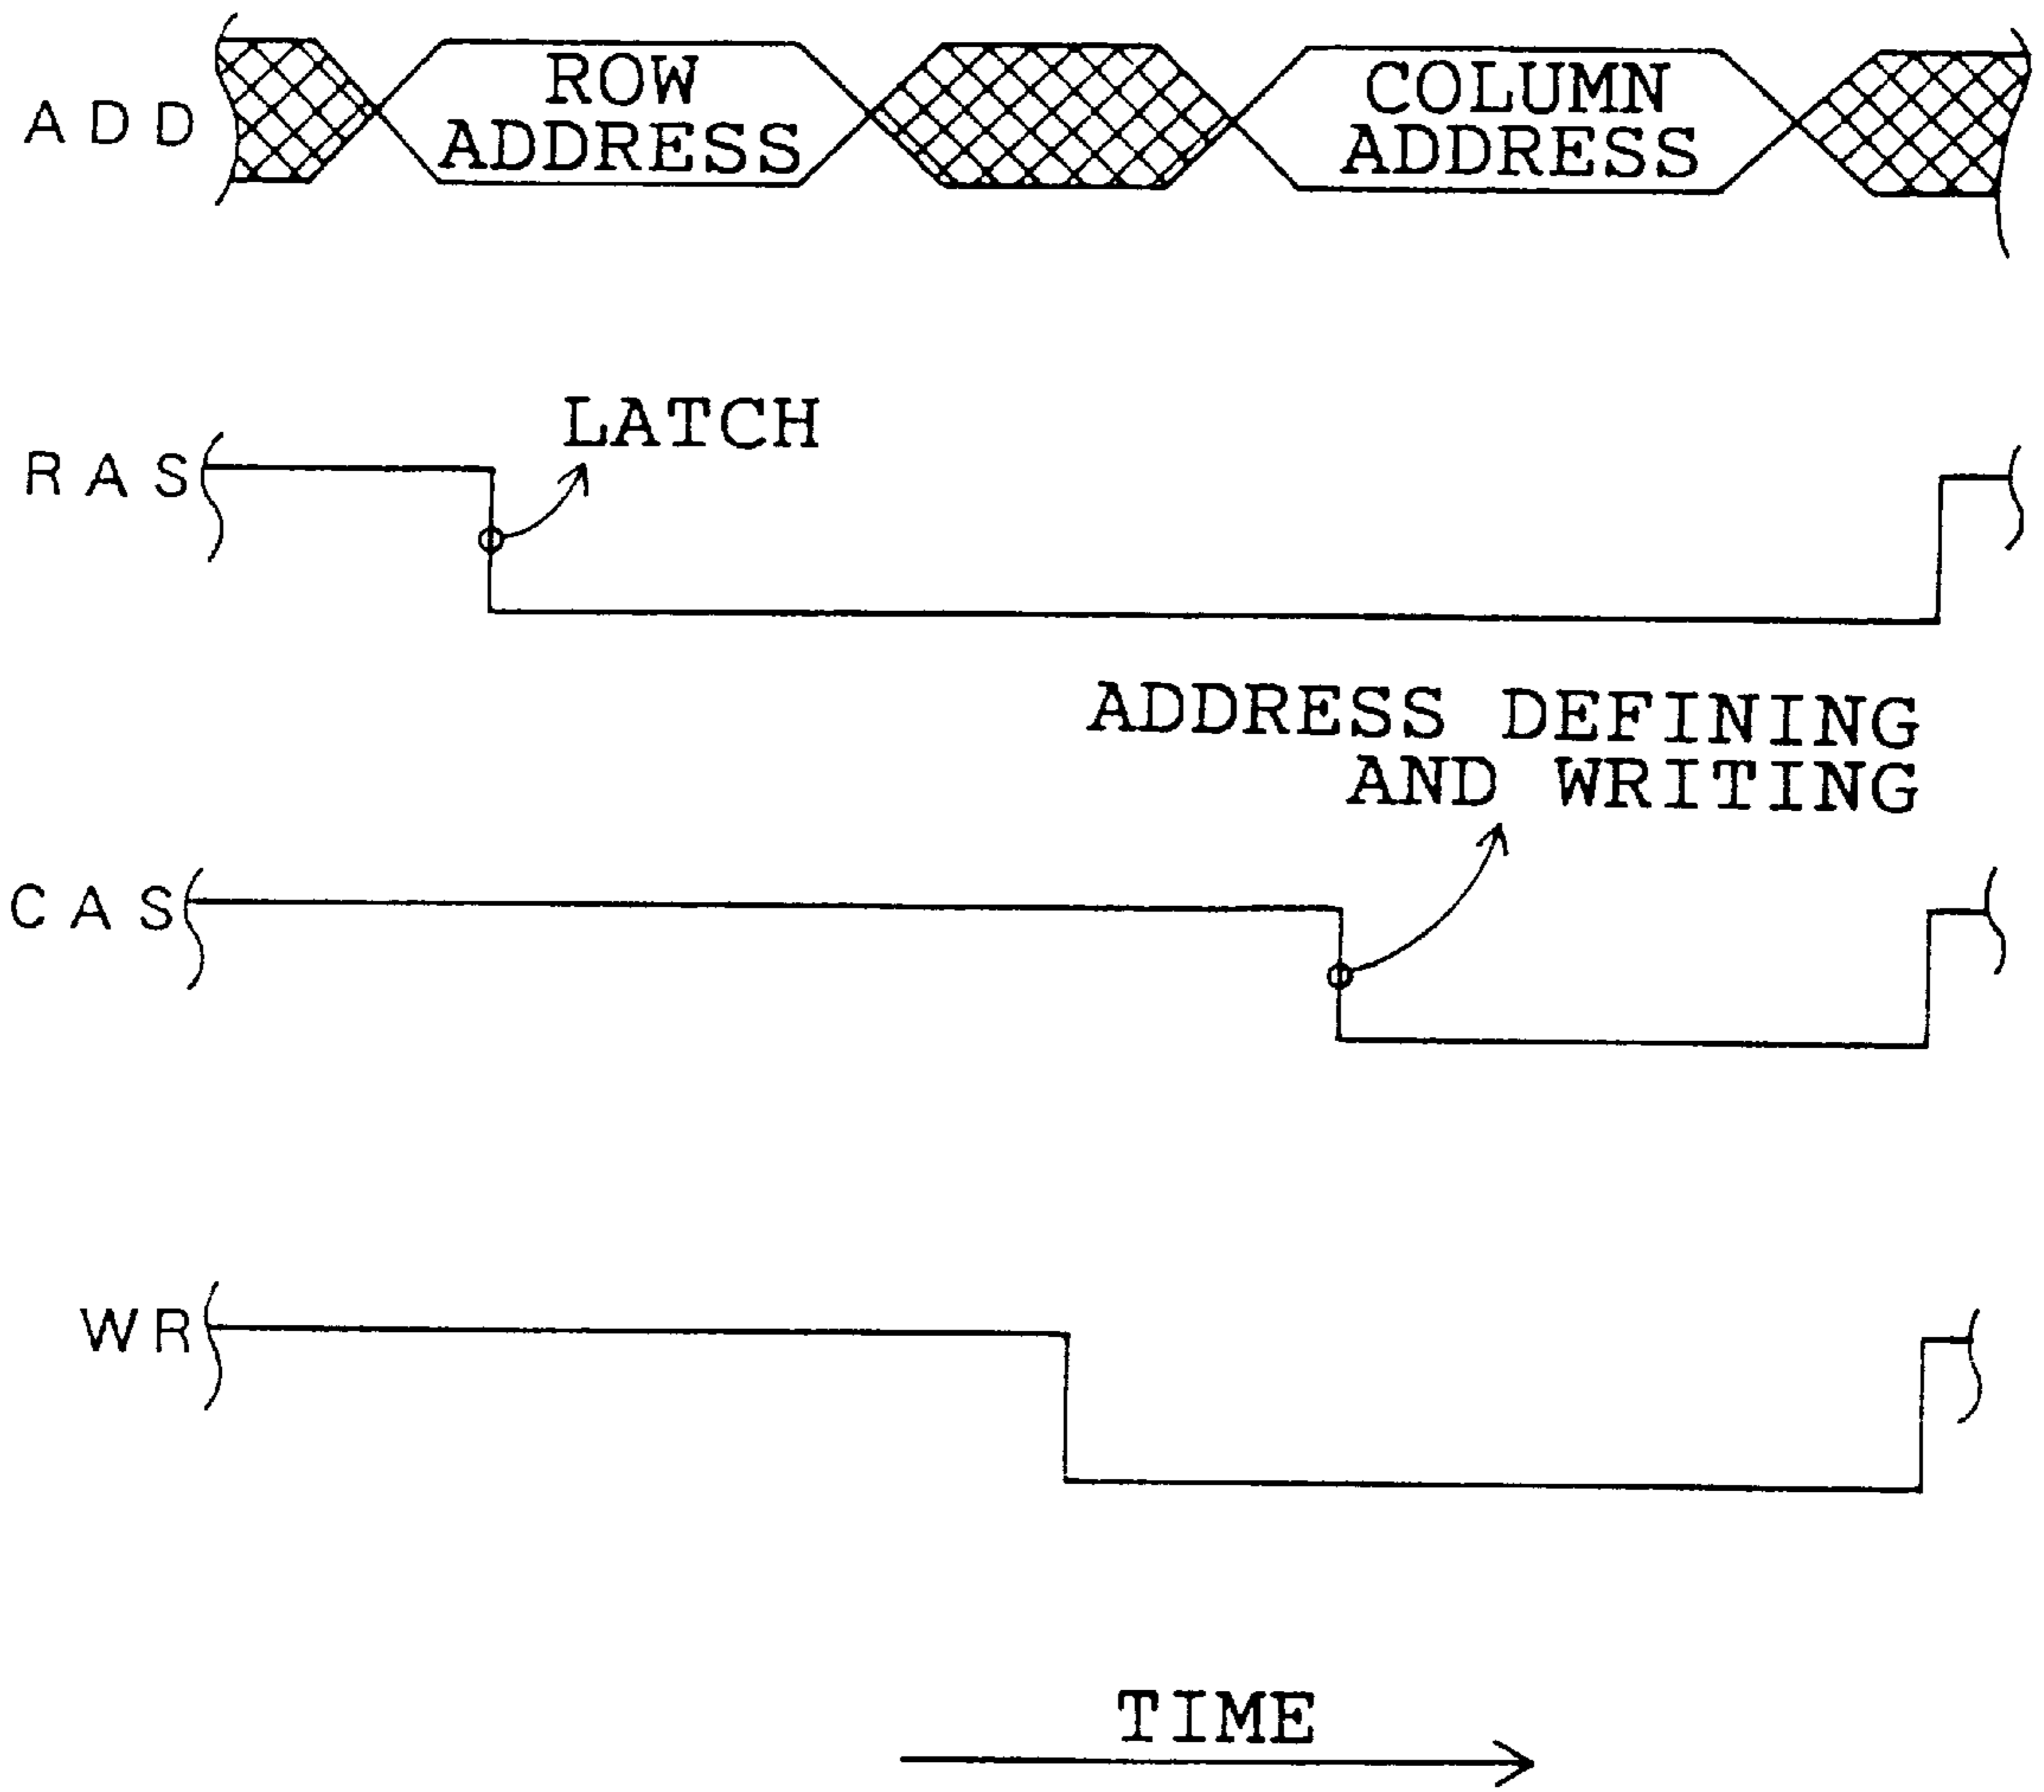 ADD
ROW
ADDRESS
COLUMN
ADDRESS
LATCH
RAS
ADDRESS DEFINING
AND WRITING
CAS
WR
TIME